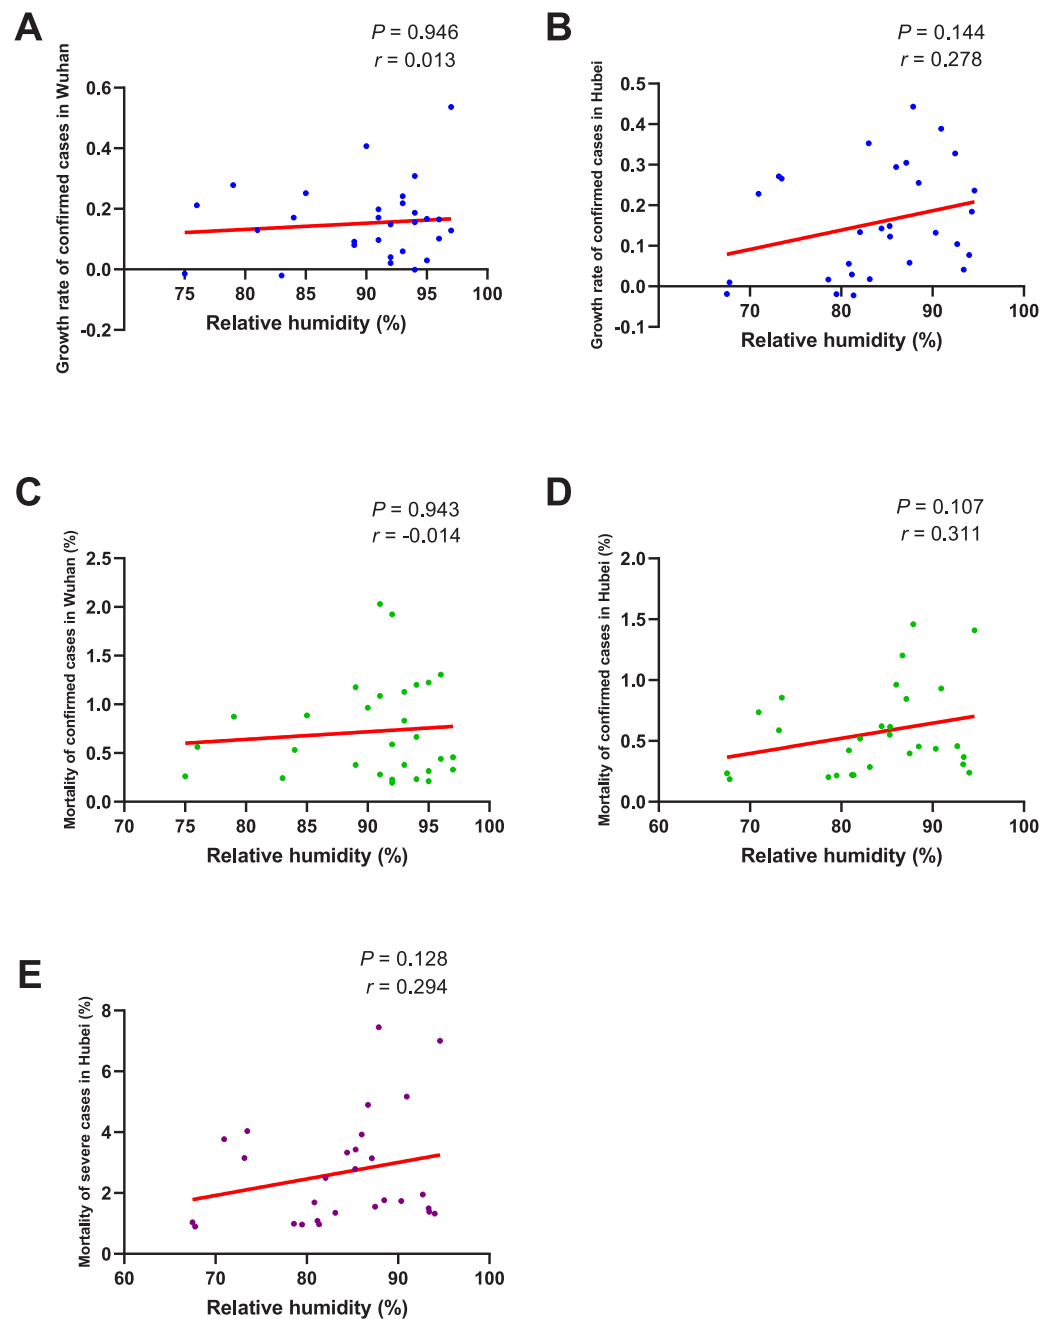 A
P = 0.946
r = 0.013
Growth rate of confirmed cases in Wuhan
0.6
0.4
0.2
0.0
-0.2
75 80 85 90 95 100
Relative humidity (%)
B
P = 0.144
r = 0.278
Growth rate of confirmed cases in Hubei
0.5
0.4
0.3
0.2
0.1
0.0
-0.1
70 80 90 100
Relative humidity (%)
C
P = 0.943
r = -0.014
Mortality of confirmed cases in Wuhan (%)
2.5
2.0
1.5
1.0
0.5
0.0
70 75 80 85 90 95 100
Relative humidity (%)
D
P = 0.107
r = 0.311
Mortality of confirmed cases in Hubei (%)
2.0
1.5
1.0
0.5
0.0
60 70 80 90 100
Relative humidity (%)
E
P = 0.128
r = 0.294
Mortality of severe cases in Hubei (%)
8
6
4
2
0
60 70 80 90 100
Relative humidity (%)